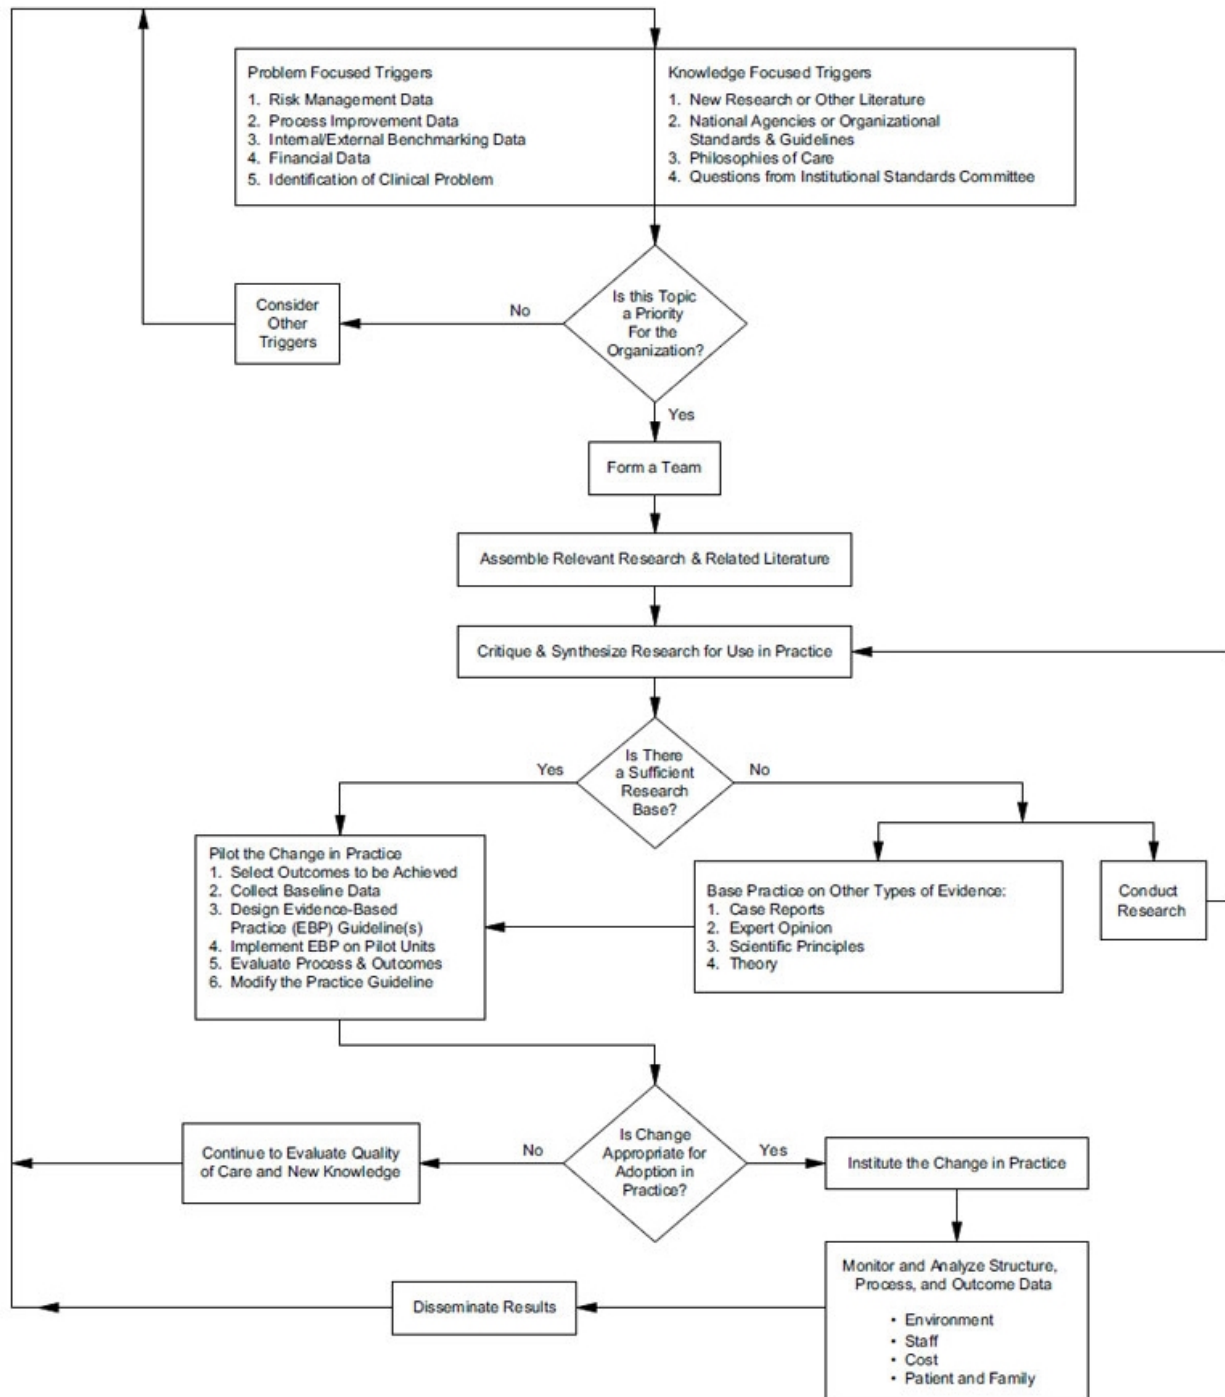 Problem Focused Triggers
1. Risk Management Data
2. Process Improvement Data
3. Internal/External Benchmarking Data
4. Financial Data
5. Identification of Clinical Problem
Knowledge Focused Triggers
1. New Research or Other Literature
2. National Agencies or Organizational
Standards & Guidelines
3. Philosophies of Care
4. Questions from Institutional Standards Committee
Consider
Other
Triggers
No
Is this Topic
a Priority
For the
Organization?
Yes
Form a Team
Assemble Relevant Research & Related Literature
Critique & Synthesize Research for Use in Practice
Yes
Is There
a Sufficient
Research
Base?
No
Pilot the Change in Practice
1. Select Outcomes to be Achieved
2. Collect Baseline Data
3. Design Evidence-Based
Practice (EBP) Guideline(s)
4. Implement EBP on Pilot Units
5. Evaluate Process & Outcomes
6. Modify the Practice Guideline
Base Practice on Other Types of Evidence:
1. Case Reports
2. Expert Opinion
3. Scientific Principles
4. Theory
Conduct
Research
Continue to Evaluate Quality
of Care and New Knowledge
No
Is Change
Appropriate for
Adoption in
Practice?
Yes
Institute the Change in Practice
Disseminate Results
Monitor and Analyze Structure,
Process, and Outcome Data
• Environment
• Staff
• Cost
• Patient and Family